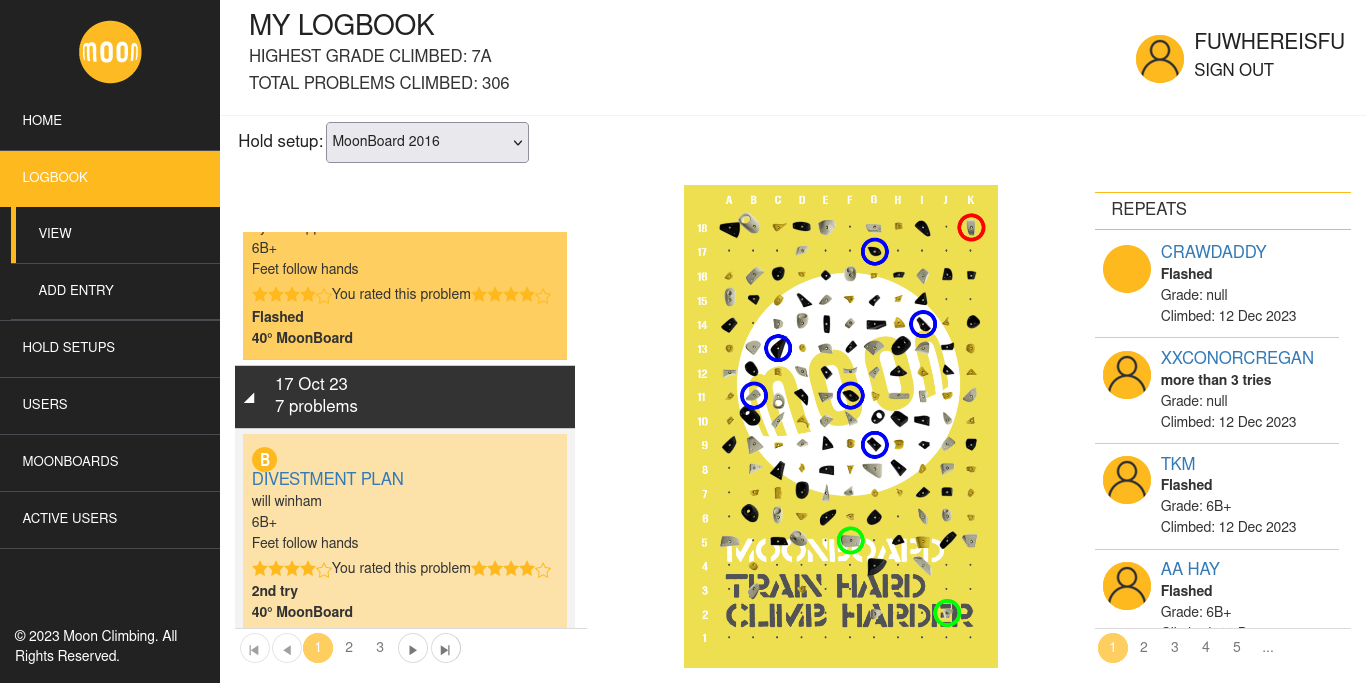 moon
HOME
LOGBOOK
VIEW
ADD ENTRY
HOLD SETUPS
USERS
MOONBOARDS
ACTIVE USERS
© 2023 Moon Climbing. All
Rights Reserved.
MY LOGBOOK
HIGHEST GRADE CLIMBED: 7A
TOTAL PROBLEMS CLIMBED: 306
FUWHEREISFU
SIGN OUT
Hold setup: MoonBoard 2016
6B+
Feet follow hands
You rated this problem
Flashed
40° MoonBoard
17 Oct 23
7 problems
B
DIVESTMENT PLAN
will winham
6B+
Feet follow hands
You rated this problem
2nd try
40° MoonBoard
1 2 3
A B C D E F G H I J K
18
17
16
15
14
13
12
11
10
9
8
7
6
5
4
3
2
1
moon
MOONBOARD
TRAIN HARD
CLIMB HARDER
REPEATS
CRAWDADDY
Flashed
Grade: null
Climbed: 12 Dec 2023
XXCONORCREGAN
more than 3 tries
Grade: null
Climbed: 12 Dec 2023
TKM
Flashed
Grade: 6B+
Climbed: 12 Dec 2023
AA HAY
Flashed
Grade: 6B+
1 2 3 4 5 ...